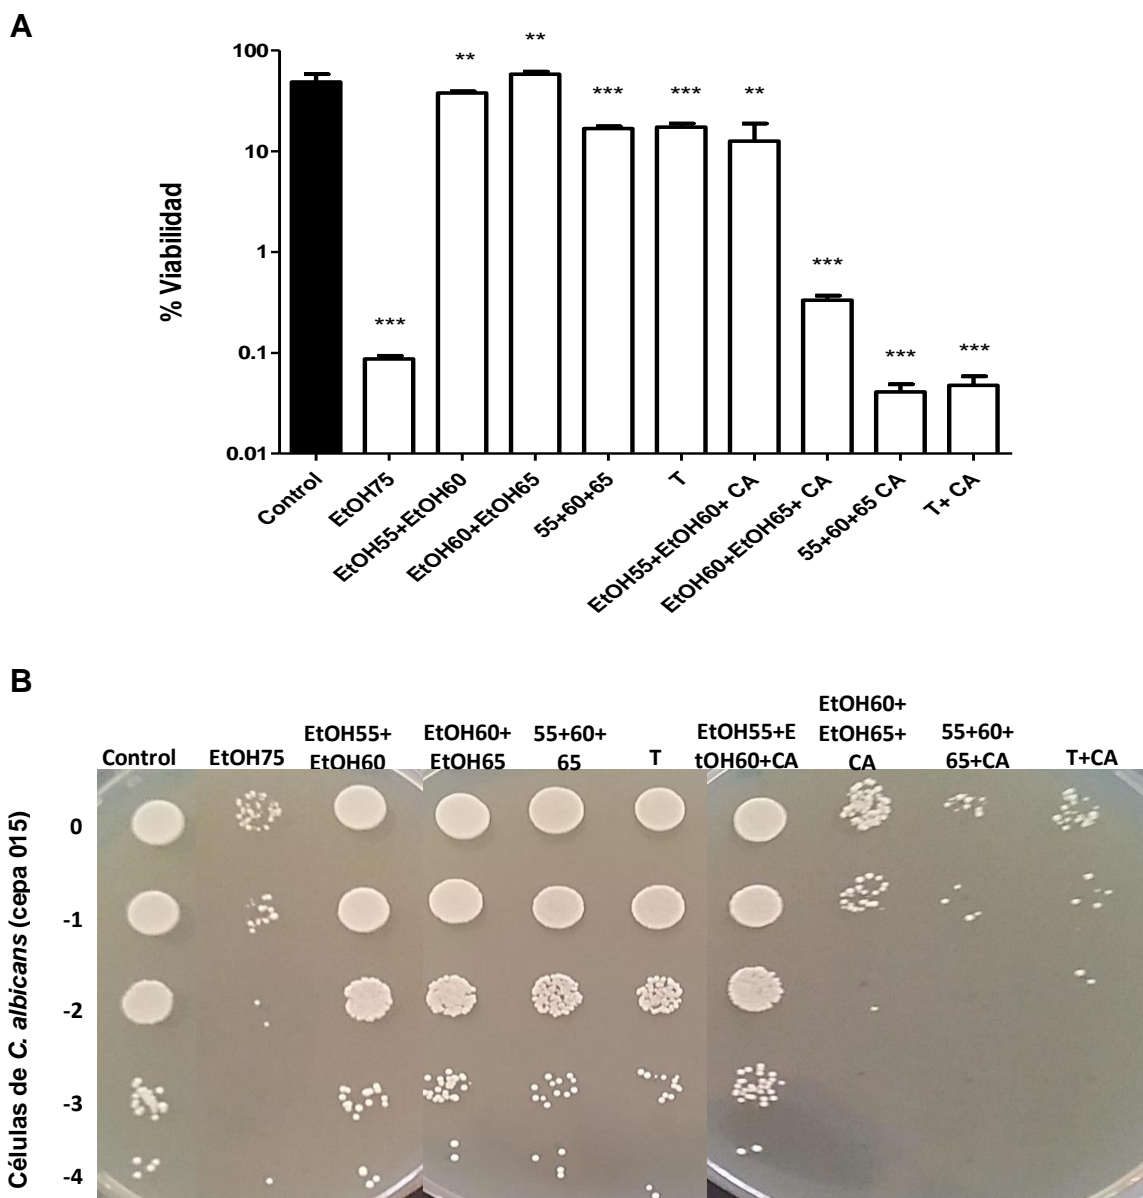 A
% Viabilidad
100
10
1
0.1
0.01
***
**
**
***
***
**
***
***
***
Control
EtOH75
EtOH55+EtOH60
EtOH60+EtOH65
55+60+65
T
EtOH55+EtOH60+ CA
EtOH60+EtOH65+ CA
55+60+65 CA
T+ CA
B
Control
EtOH75
EtOH55+
EtOH60
EtOH60+
EtOH65
55+60+
65
T
EtOH55+E
tOH60+CA
EtOH60+
EtOH65+
CA
55+60+
65+CA
T+CA
Células de C. albicans (cepa 015)
0
-1
-2
-3
-4